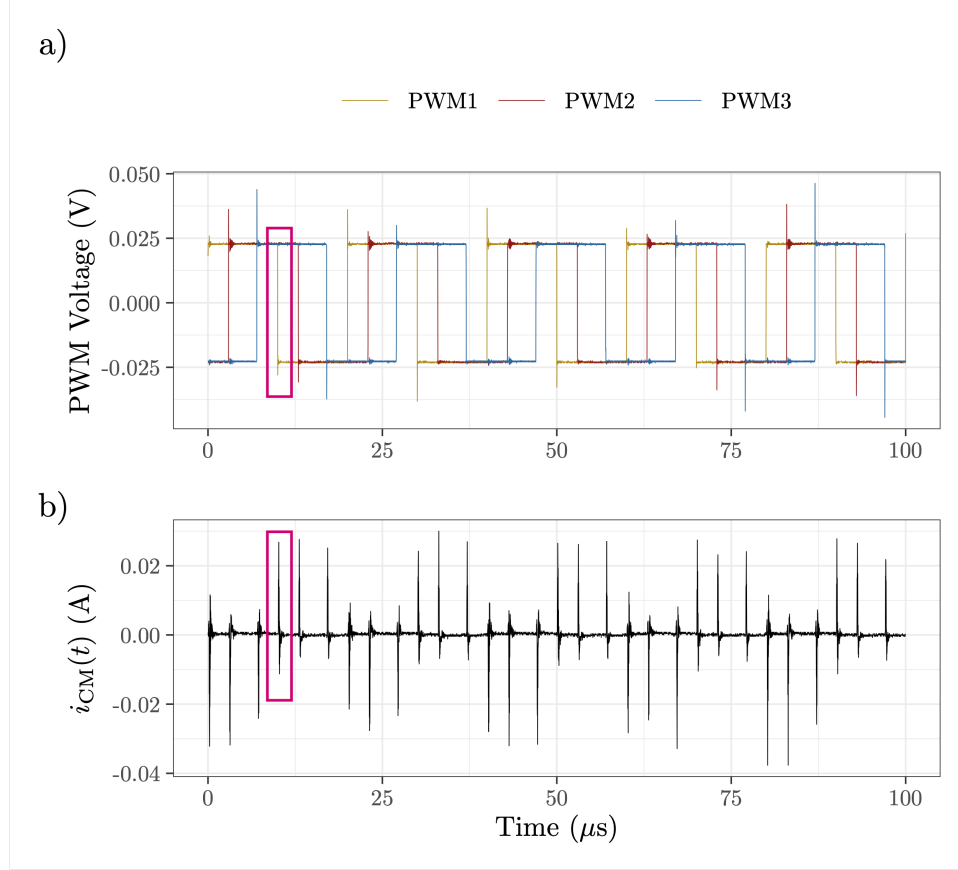 a)
PWM1 PWM2 PWM3
PWM Voltage (V)
0.050
0.025
0.000
-0.025
0 25 50 75 100
b)
i_CM(t) (A)
0.02
0.00
-0.02
-0.04
0 25 50 75 100
Time (μs)